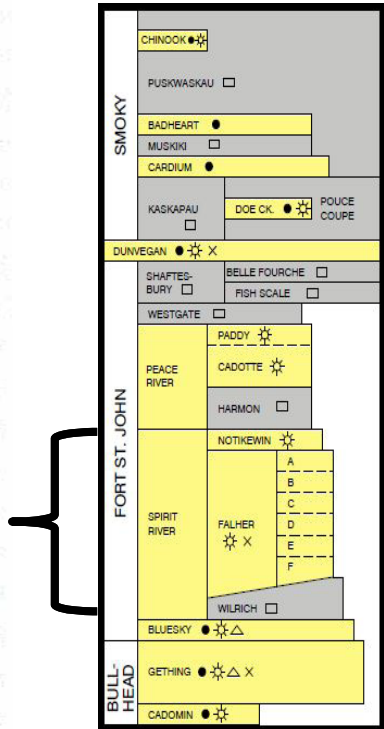 SMOKY
CHINOOK
PUSKWASKAU
BADHEART
MUSKIKI
CARDIUM
KASKAPAU
DOE CK.
POUCE
COUPE
DUNVEGAN X
FORT ST. JOHN
SHAFTES-
BURY
BELLE FOURCHE
FISH SCALE
WESTGATE
PEACE
RIVER
PADDY
CADOTTE
HARMON
SPIRIT
RIVER
NOTIKEWIN
FALHER
X
A
B
C
D
E
F
WILRICH
BLUESKY
BULL-
HEAD
GETHING X
CADOMIN